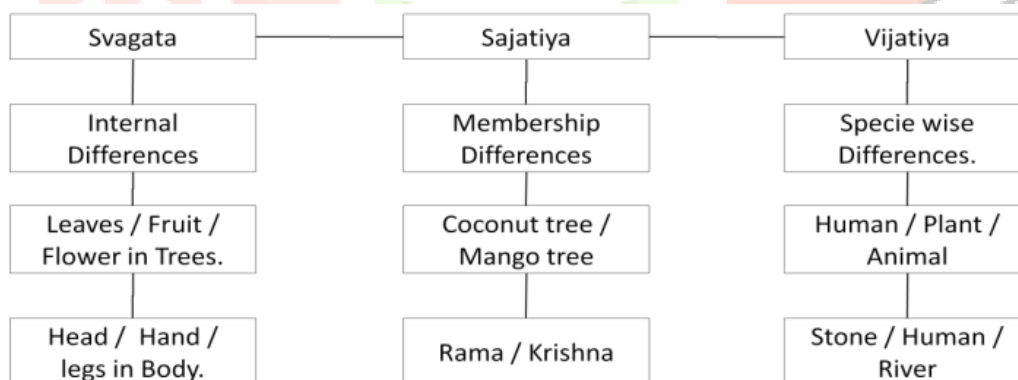 Svagata
Sajatiya
Vijatiya
Internal
Differences
Membership
Differences
Specie wise
Differences.
Leaves / Fruit /
Flower in Trees.
Coconut tree /
Mango tree
Human / Plant /
Animal
Head / Hand /
legs in Body.
Rama / Krishna
Stone / Human /
River